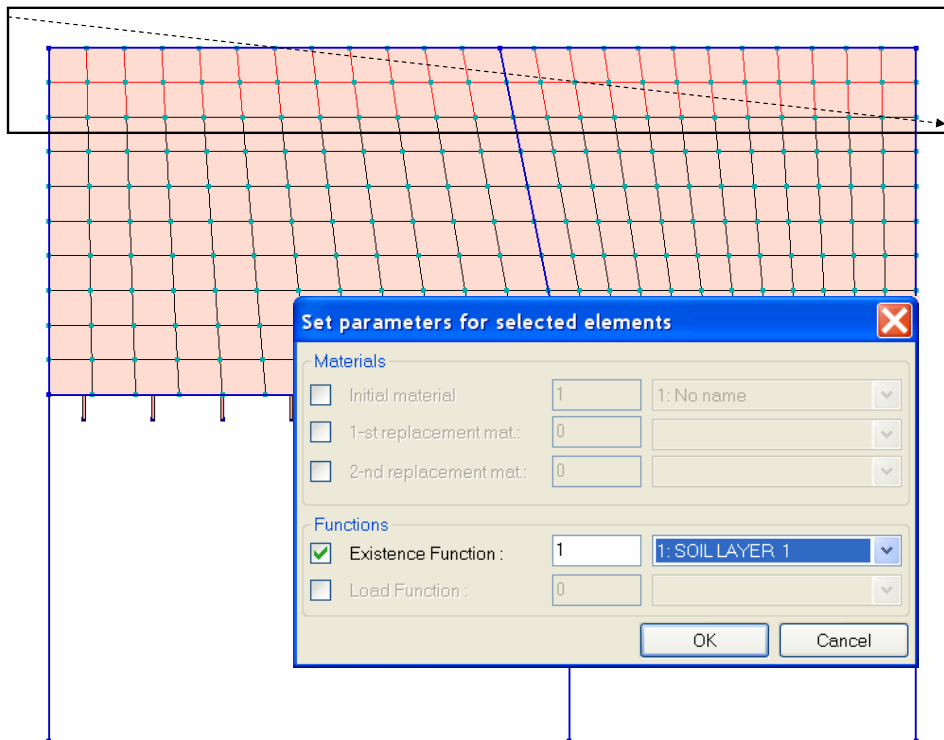 Set parameters for selected elements
Materials
Initial material 1 1: No name
1-st replacement mat.: 0
2-nd replacement mat.: 0
Functions
Existence Function : 1 1: SOIL LAYER 1
Load Function : 0
OK Cancel